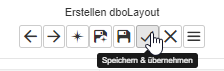 Erstellen dboLayout
Speichern & übernehmen